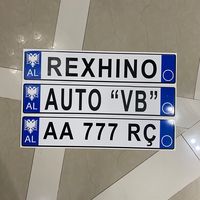 AL REXHINO
AL AUTO “VB”
AL AA 777 RÇ